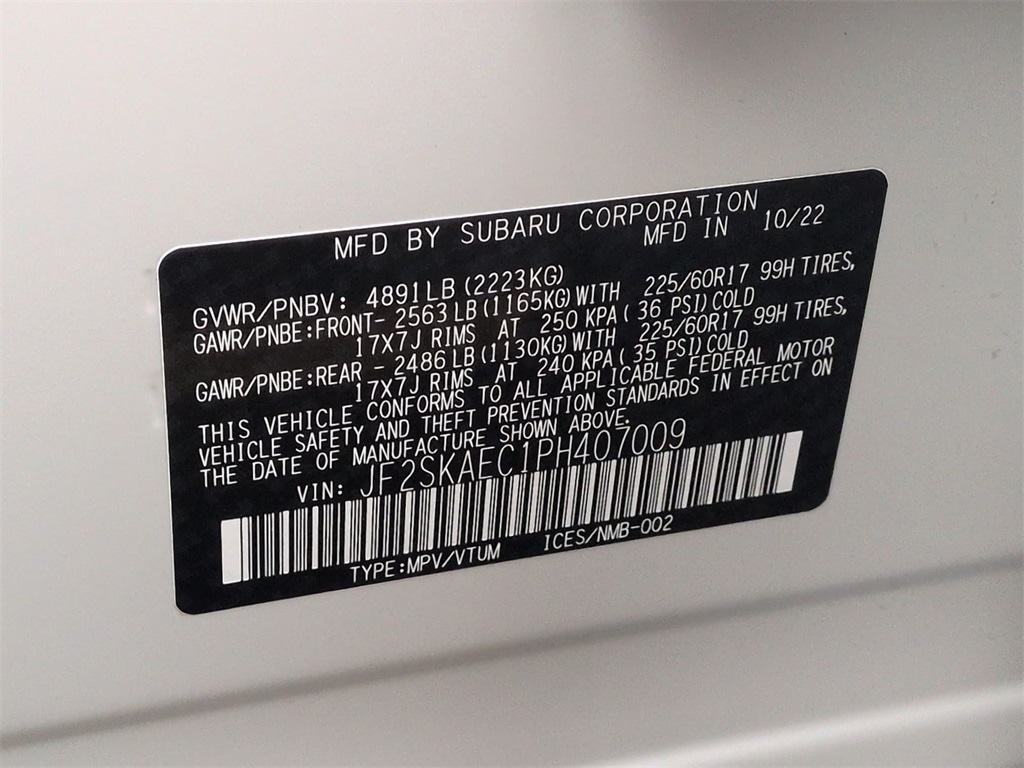 MFD BY SUBARU CORPORATION
MFD IN 10/22
GVWR/PNBV: 4891LB(2223KG)
GAWR/PNBE:FRONT- 2563LB(1165KG)WITH 225/60R17 99H TIRES,
17X7J RIMS AT 250 KPA(36 PSI)COLD
GAWR/PNBE:REAR - 2486LB(1130KG)WITH 225/60R17 99H TIRES,
17X7J RIMS AT 240 KPA(35 PSI)COLD
THIS VEHICLE CONFORMS TO ALL APPLICABLE FEDERAL MOTOR
VEHICLE SAFETY AND THEFT PREVENTION STANDARDS IN EFFECT ON
THE DATE OF MANUFACTURE SHOWN ABOVE.
VIN: JF2SKAEC1PH407009
TYPE:MPV/VTUM ICES/NMB-002